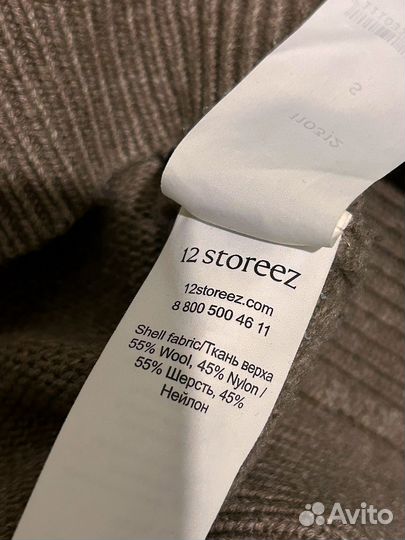 S
12 storeez
12storeez.com
8 800 500 46 11
Shell fabric/Ткань верха
55% Wool, 45% Nylon /
55% Шерсть, 45%
Нейлон
Avito